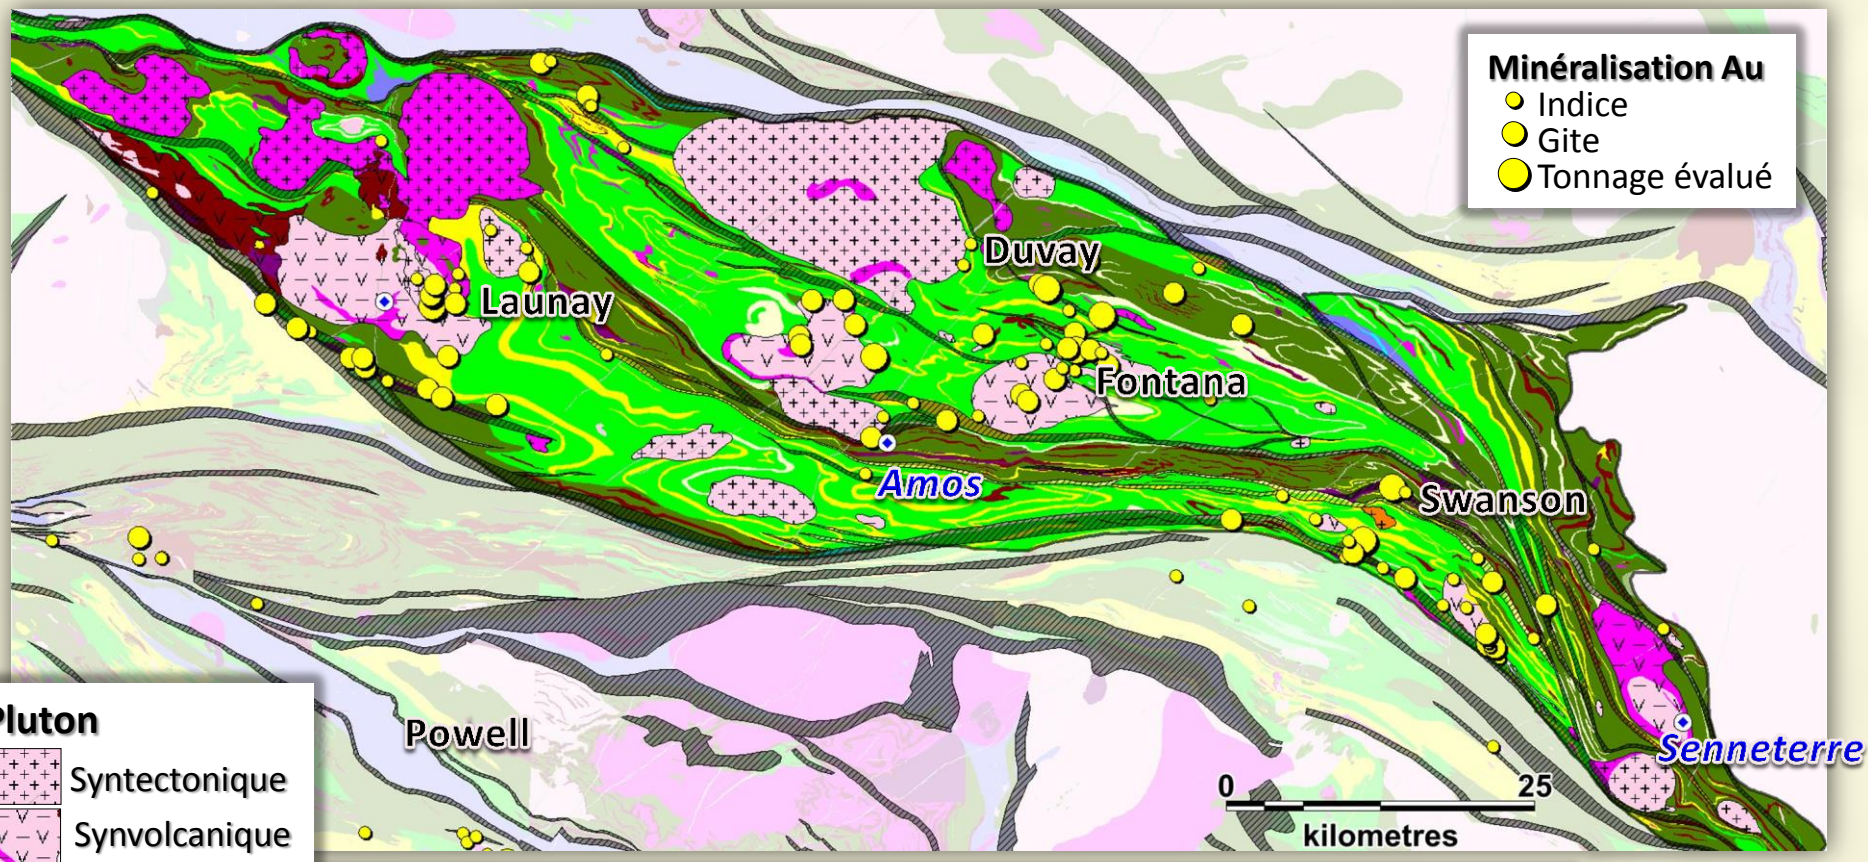 Minéralisation Au
Indice
Gite
Tonnage évalué
Duvay
Launay
Fontana
Amos
Swanson
Powell
Senneterre
0 25
kilometres
Pluton
Syntectonique
Synvolcanique